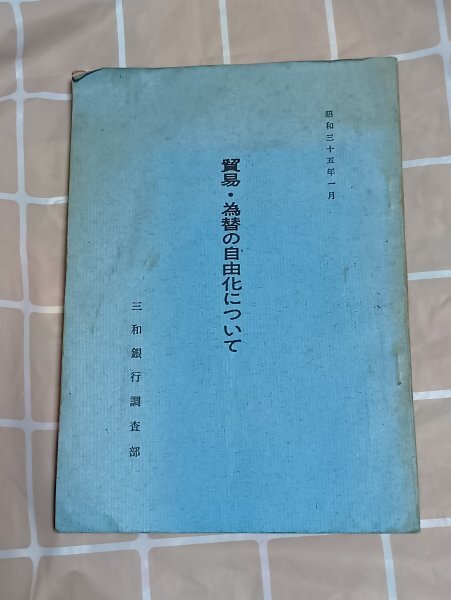 昭和三十五年一月
貿易・為替の自由化について
三和銀行調査部